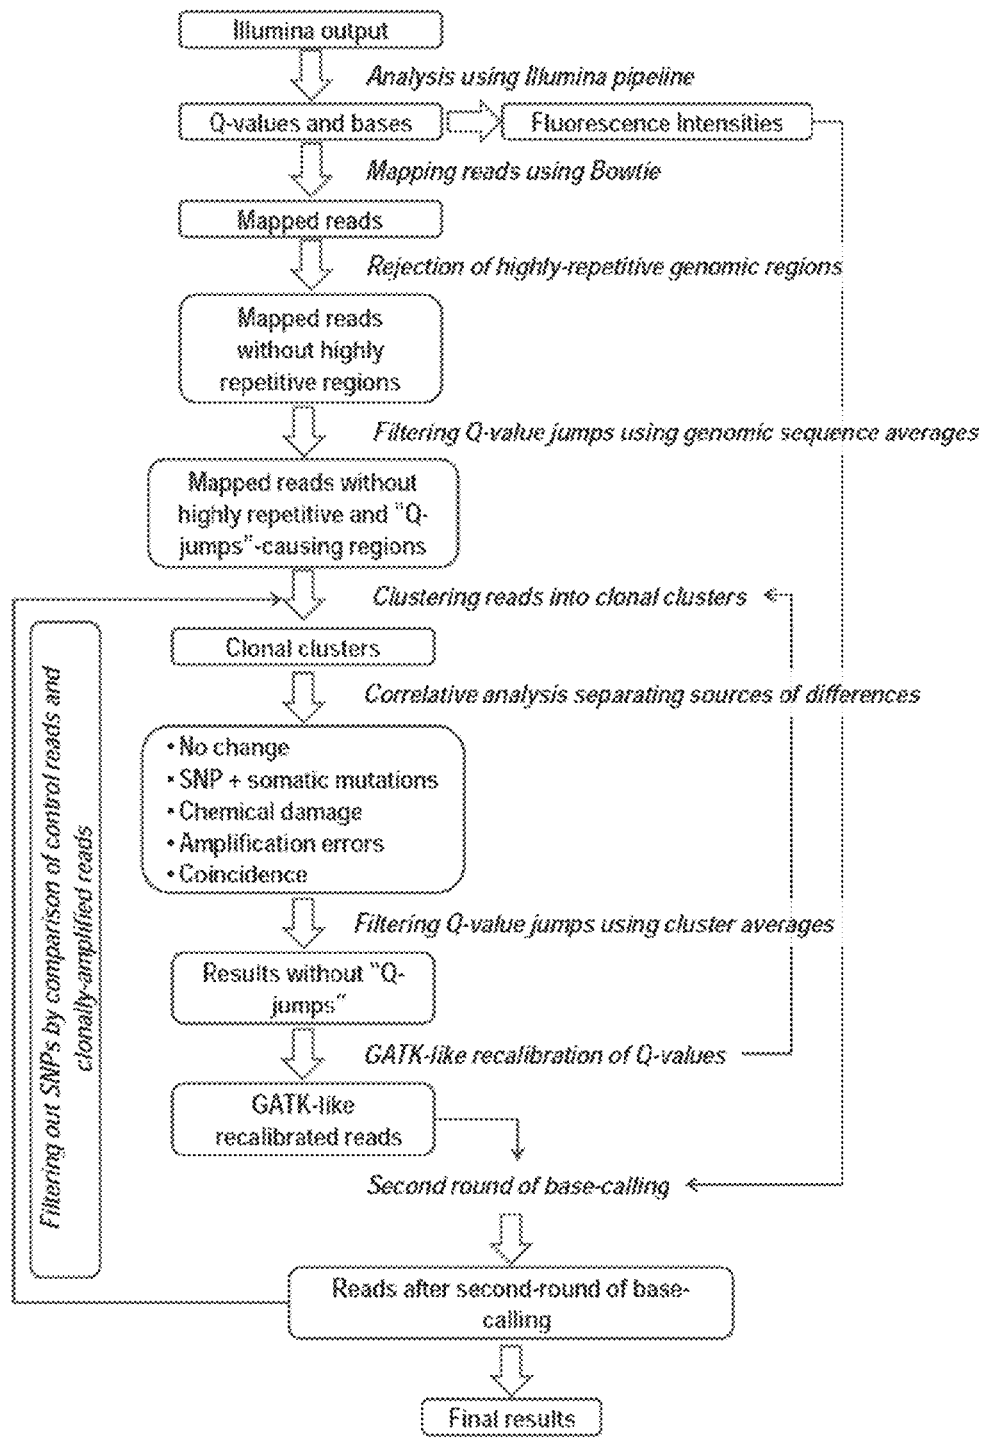 Illumina output
Analysis using Illumina pipeline
Q-values and bases
Fluorescence Intensities
Mapping reads using Bowtie
Mapped reads
Rejection of highly-repetitive genomic regions
Mapped reads
without highly
repetitive regions
Filtering Q-value jumps using genomic sequence averages
Mapped reads without
highly repetitive and "Q-
jumps"-causing regions
Clustering reads into clonal clusters
Clonal clusters
Correlative analysis separating sources of differences
• No change
• SNP + somatic mutations
• Chemical damage
• Amplification errors
• Coincidence
Filtering Q-value jumps using cluster averages
Results without "Q-
jumps"
GATK-like recalibration of Q-values
GATK-like
recalibrated reads
Second round of base-calling
Reads after second-round of base-
calling
Final results
Filtering out SNPs by comparison of control reads and
clonally-amplified reads